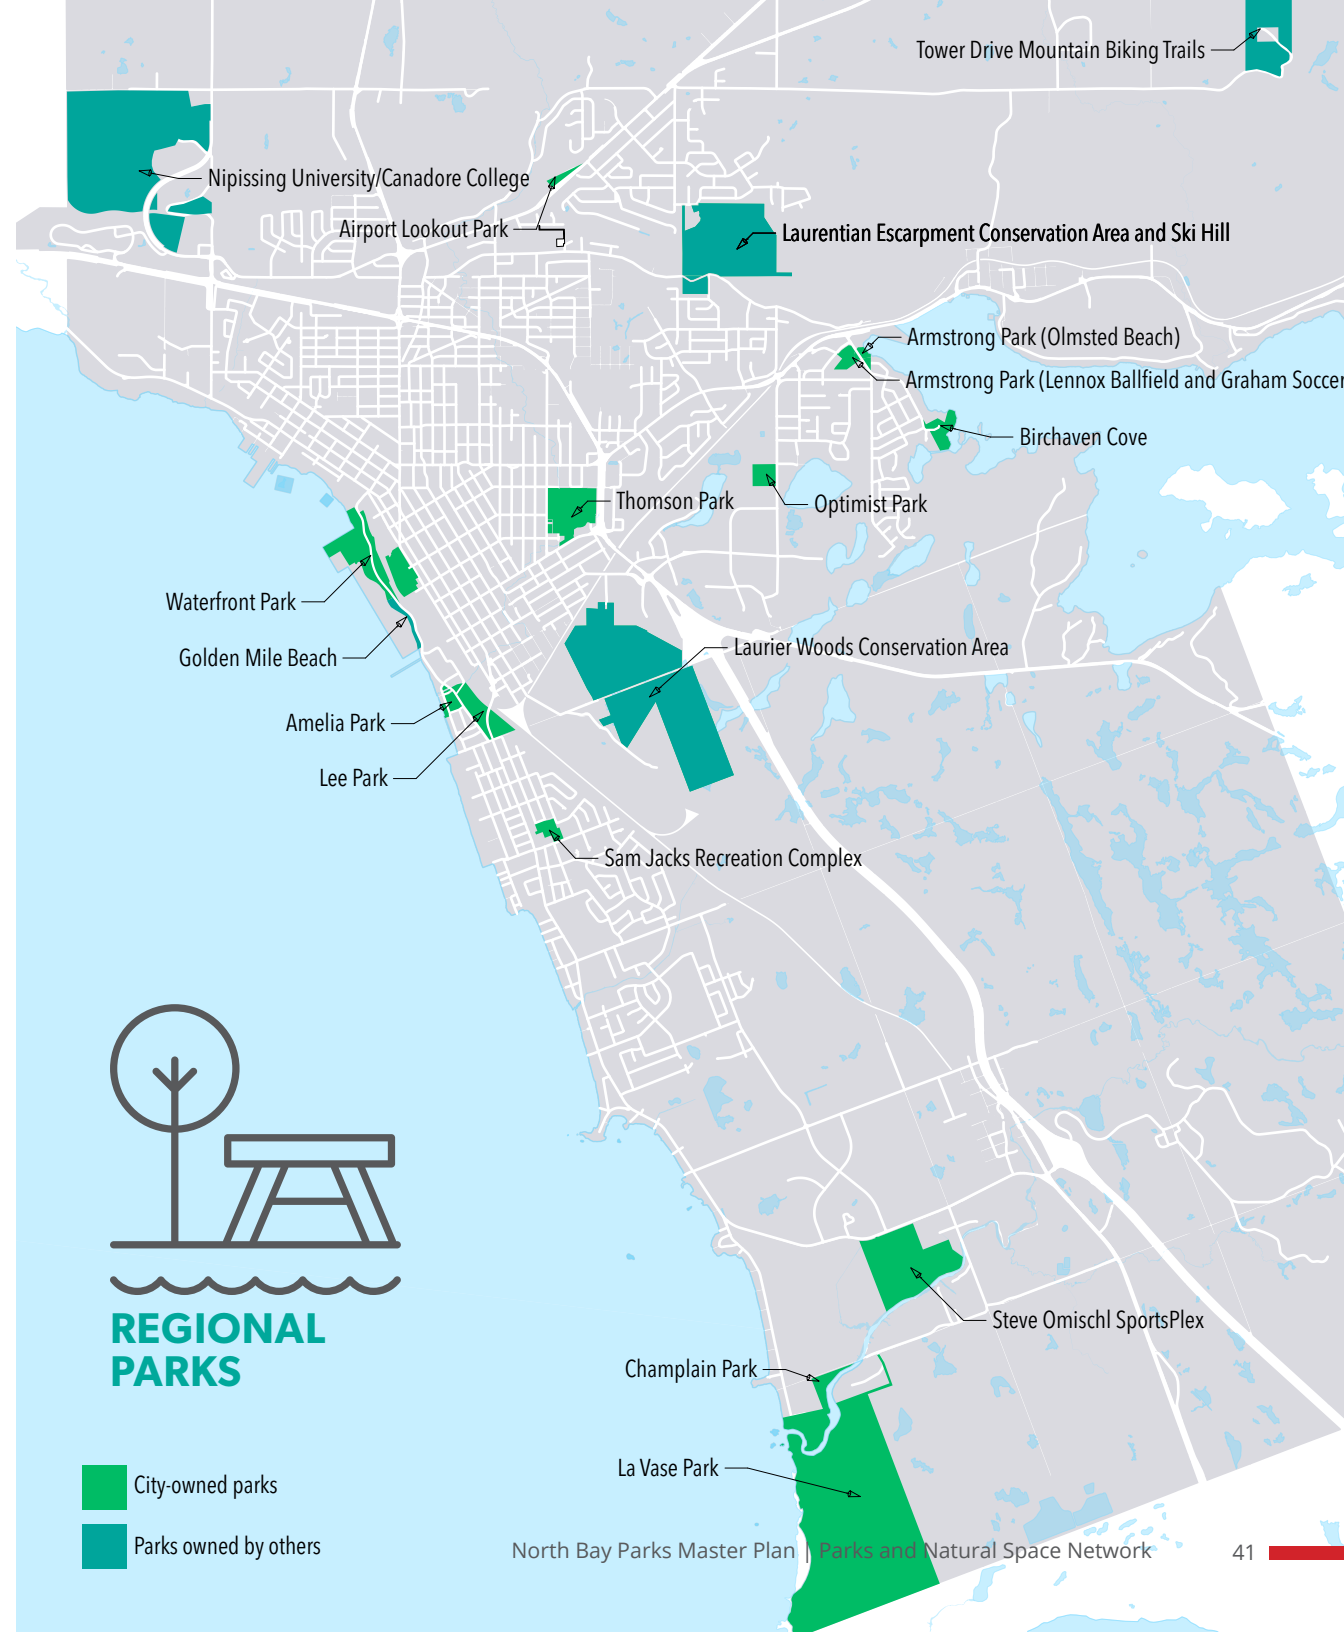 Tower Drive Mountain Biking Trails
Nipissing University/Canadore College
Airport Lookout Park
Laurentian Escarpment Conservation Area and Ski Hill
Armstrong Park (Olmsted Beach)
Armstrong Park (Lennox Ballfield and Graham Soccer
Birchaven Cove
Thomson Park
Optimist Park
Waterfront Park
Golden Mile Beach
Laurier Woods Conservation Area
Amelia Park
Lee Park
Sam Jacks Recreation Complex
Steve Omischl SportsPlex
REGIONAL
PARKS
Champlain Park
La Vase Park
City-owned parks
Parks owned by others
North Bay Parks Master Plan | Parks and Natural Space Network 41